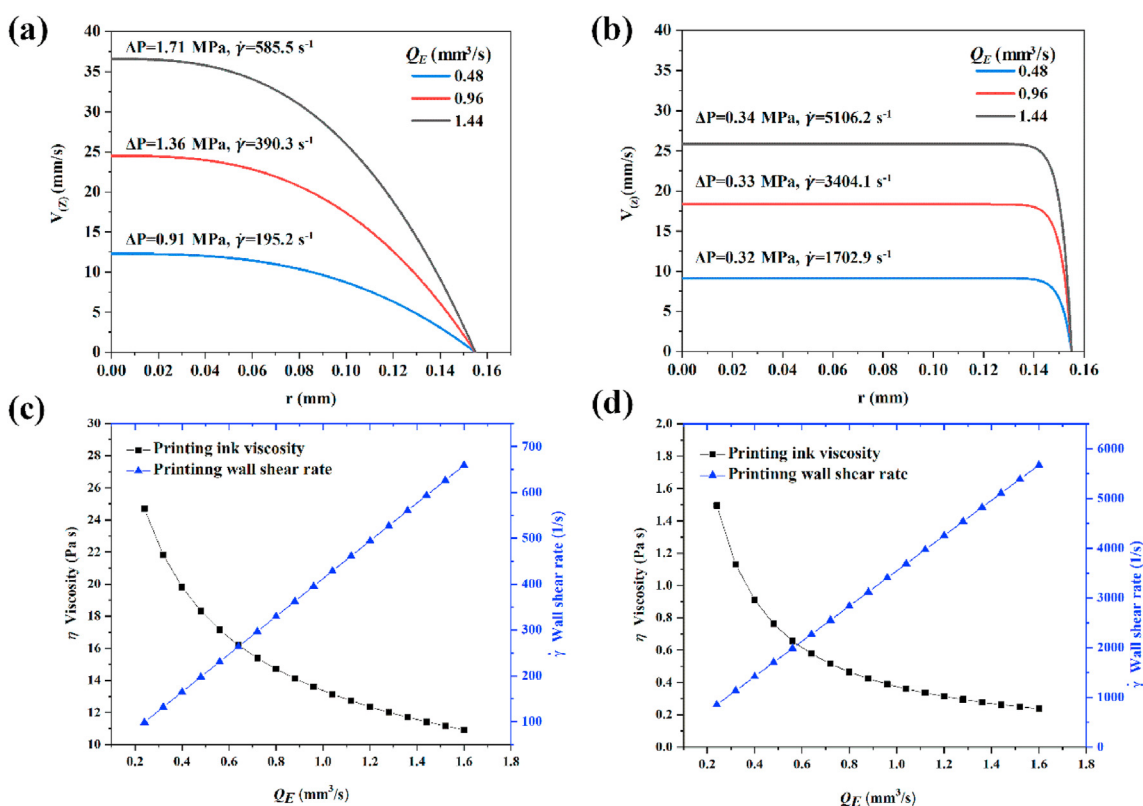 (a)
ΔP=1.71 MPa, γ̇=585.5 s⁻¹
ΔP=1.36 MPa, γ̇=390.3 s⁻¹
ΔP=0.91 MPa, γ̇=195.2 s⁻¹
Q_E (mm³/s)
0.48
0.96
1.44
40
35
30
25
20
15
10
5
0
V(Z) (mm/s)
0.00 0.02 0.04 0.06 0.08 0.10 0.12 0.14 0.16
r (mm)
(b)
Q_E (mm³/s)
0.48
0.96
1.44
ΔP=0.34 MPa, γ̇=5106.2 s⁻¹
ΔP=0.33 MPa, γ̇=3404.1 s⁻¹
ΔP=0.32 MPa, γ̇=1702.9 s⁻¹
40
35
30
25
20
15
10
5
0
V(z) (mm/s)
0.00 0.02 0.04 0.06 0.08 0.10 0.12 0.14 0.16
r (mm)
(c)
Printing ink viscosity
Printinng wall shear rate
30
28
26
24
22
20
18
16
14
12
10
η Viscosity (Pa s)
700
600
500
400
300
200
100
γ̇ Wall shear rate (1/s)
0.2 0.4 0.6 0.8 1.0 1.2 1.4 1.6 1.8
Q_E (mm³/s)
(d)
Printing ink viscosity
Printinng wall shear rate
2.0
1.8
1.6
1.4
1.2
1.0
0.8
0.6
0.4
0.2
0.0
η Viscosity (Pa s)
6000
5000
4000
3000
2000
1000
0
γ̇ Wall shear rate (1/s)
0.2 0.4 0.6 0.8 1.0 1.2 1.4 1.6 1.8
Q_E (mm³/s)